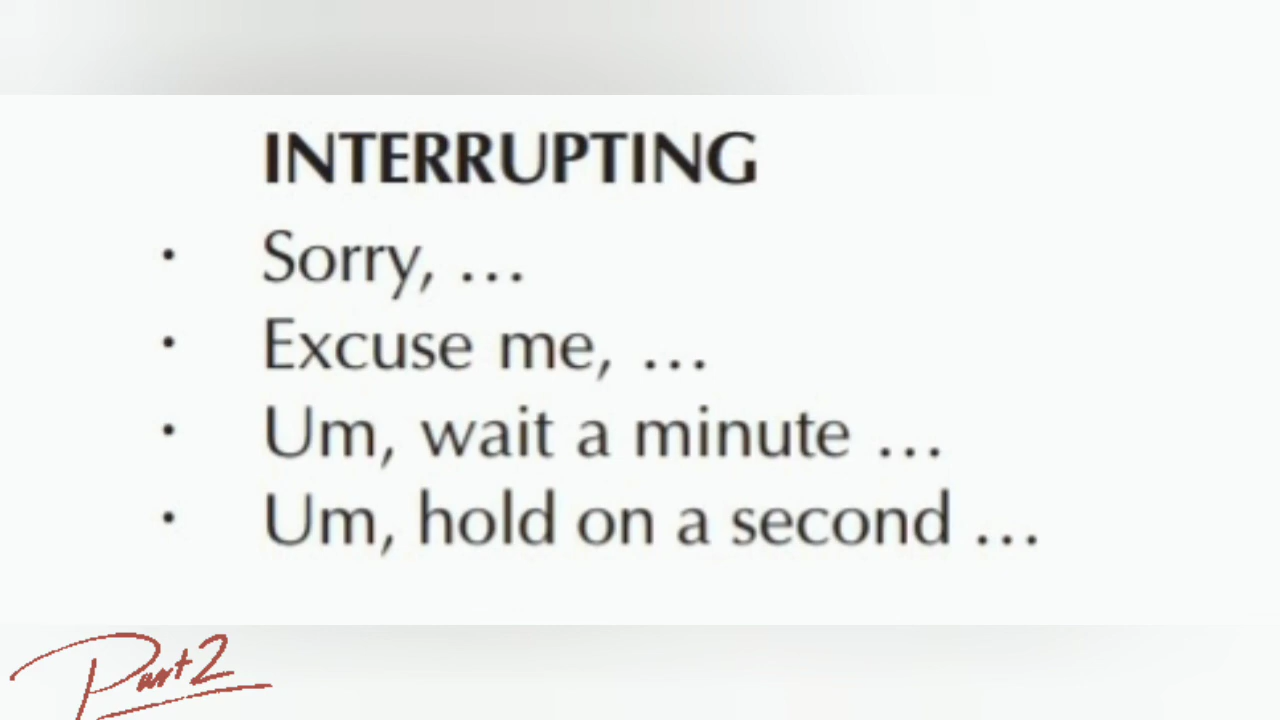 INTERRUPTING
· Sorry, ...
· Excuse me, ...
· Um, wait a minute ...
· Um, hold on a second ...
Part 2